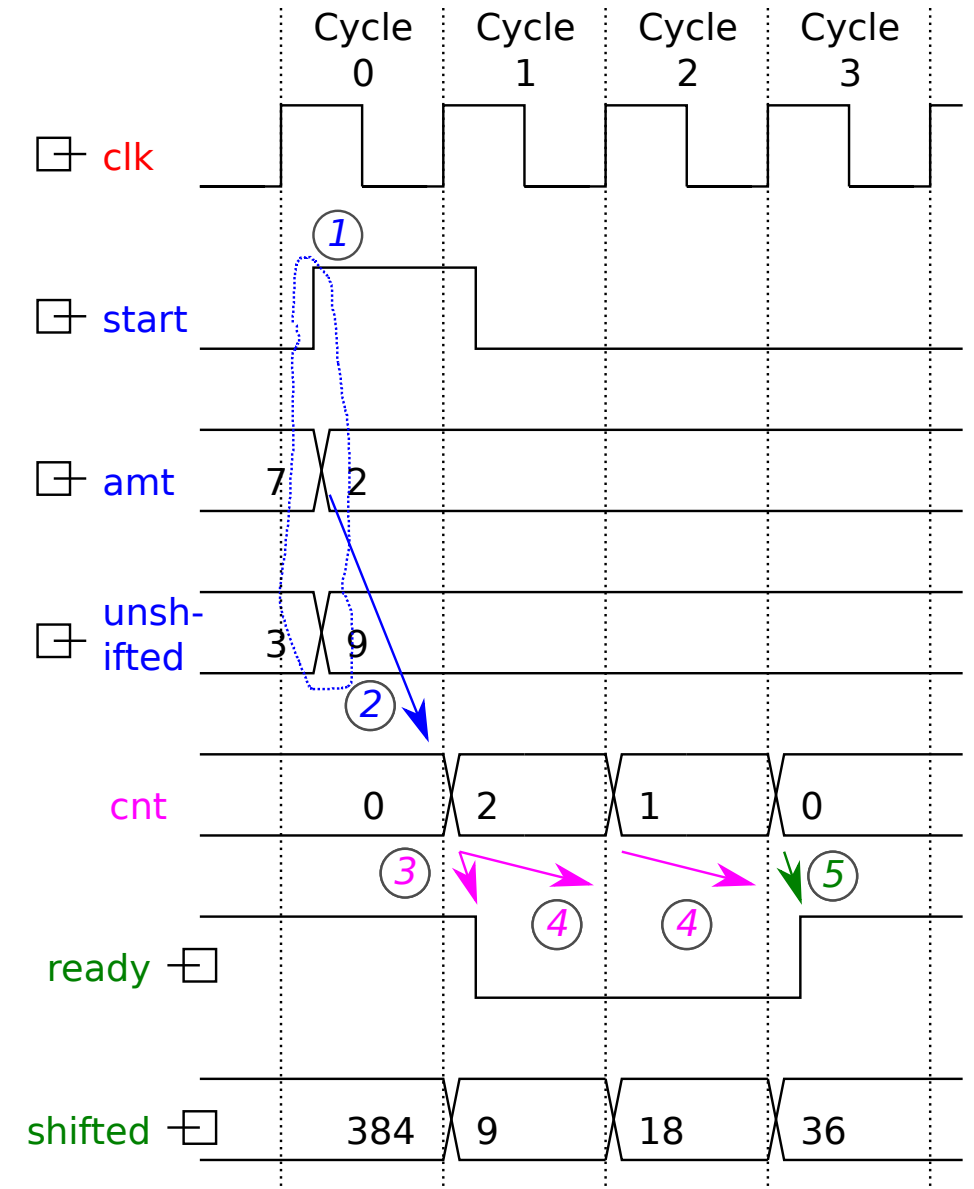 Cycle Cycle Cycle Cycle
0 1 2 3
clk
1
start
amt 7 2
unsh-
ifted 3 9
2
cnt 0 2 1 0
3 5
4 4
ready
shifted 384 9 18 36